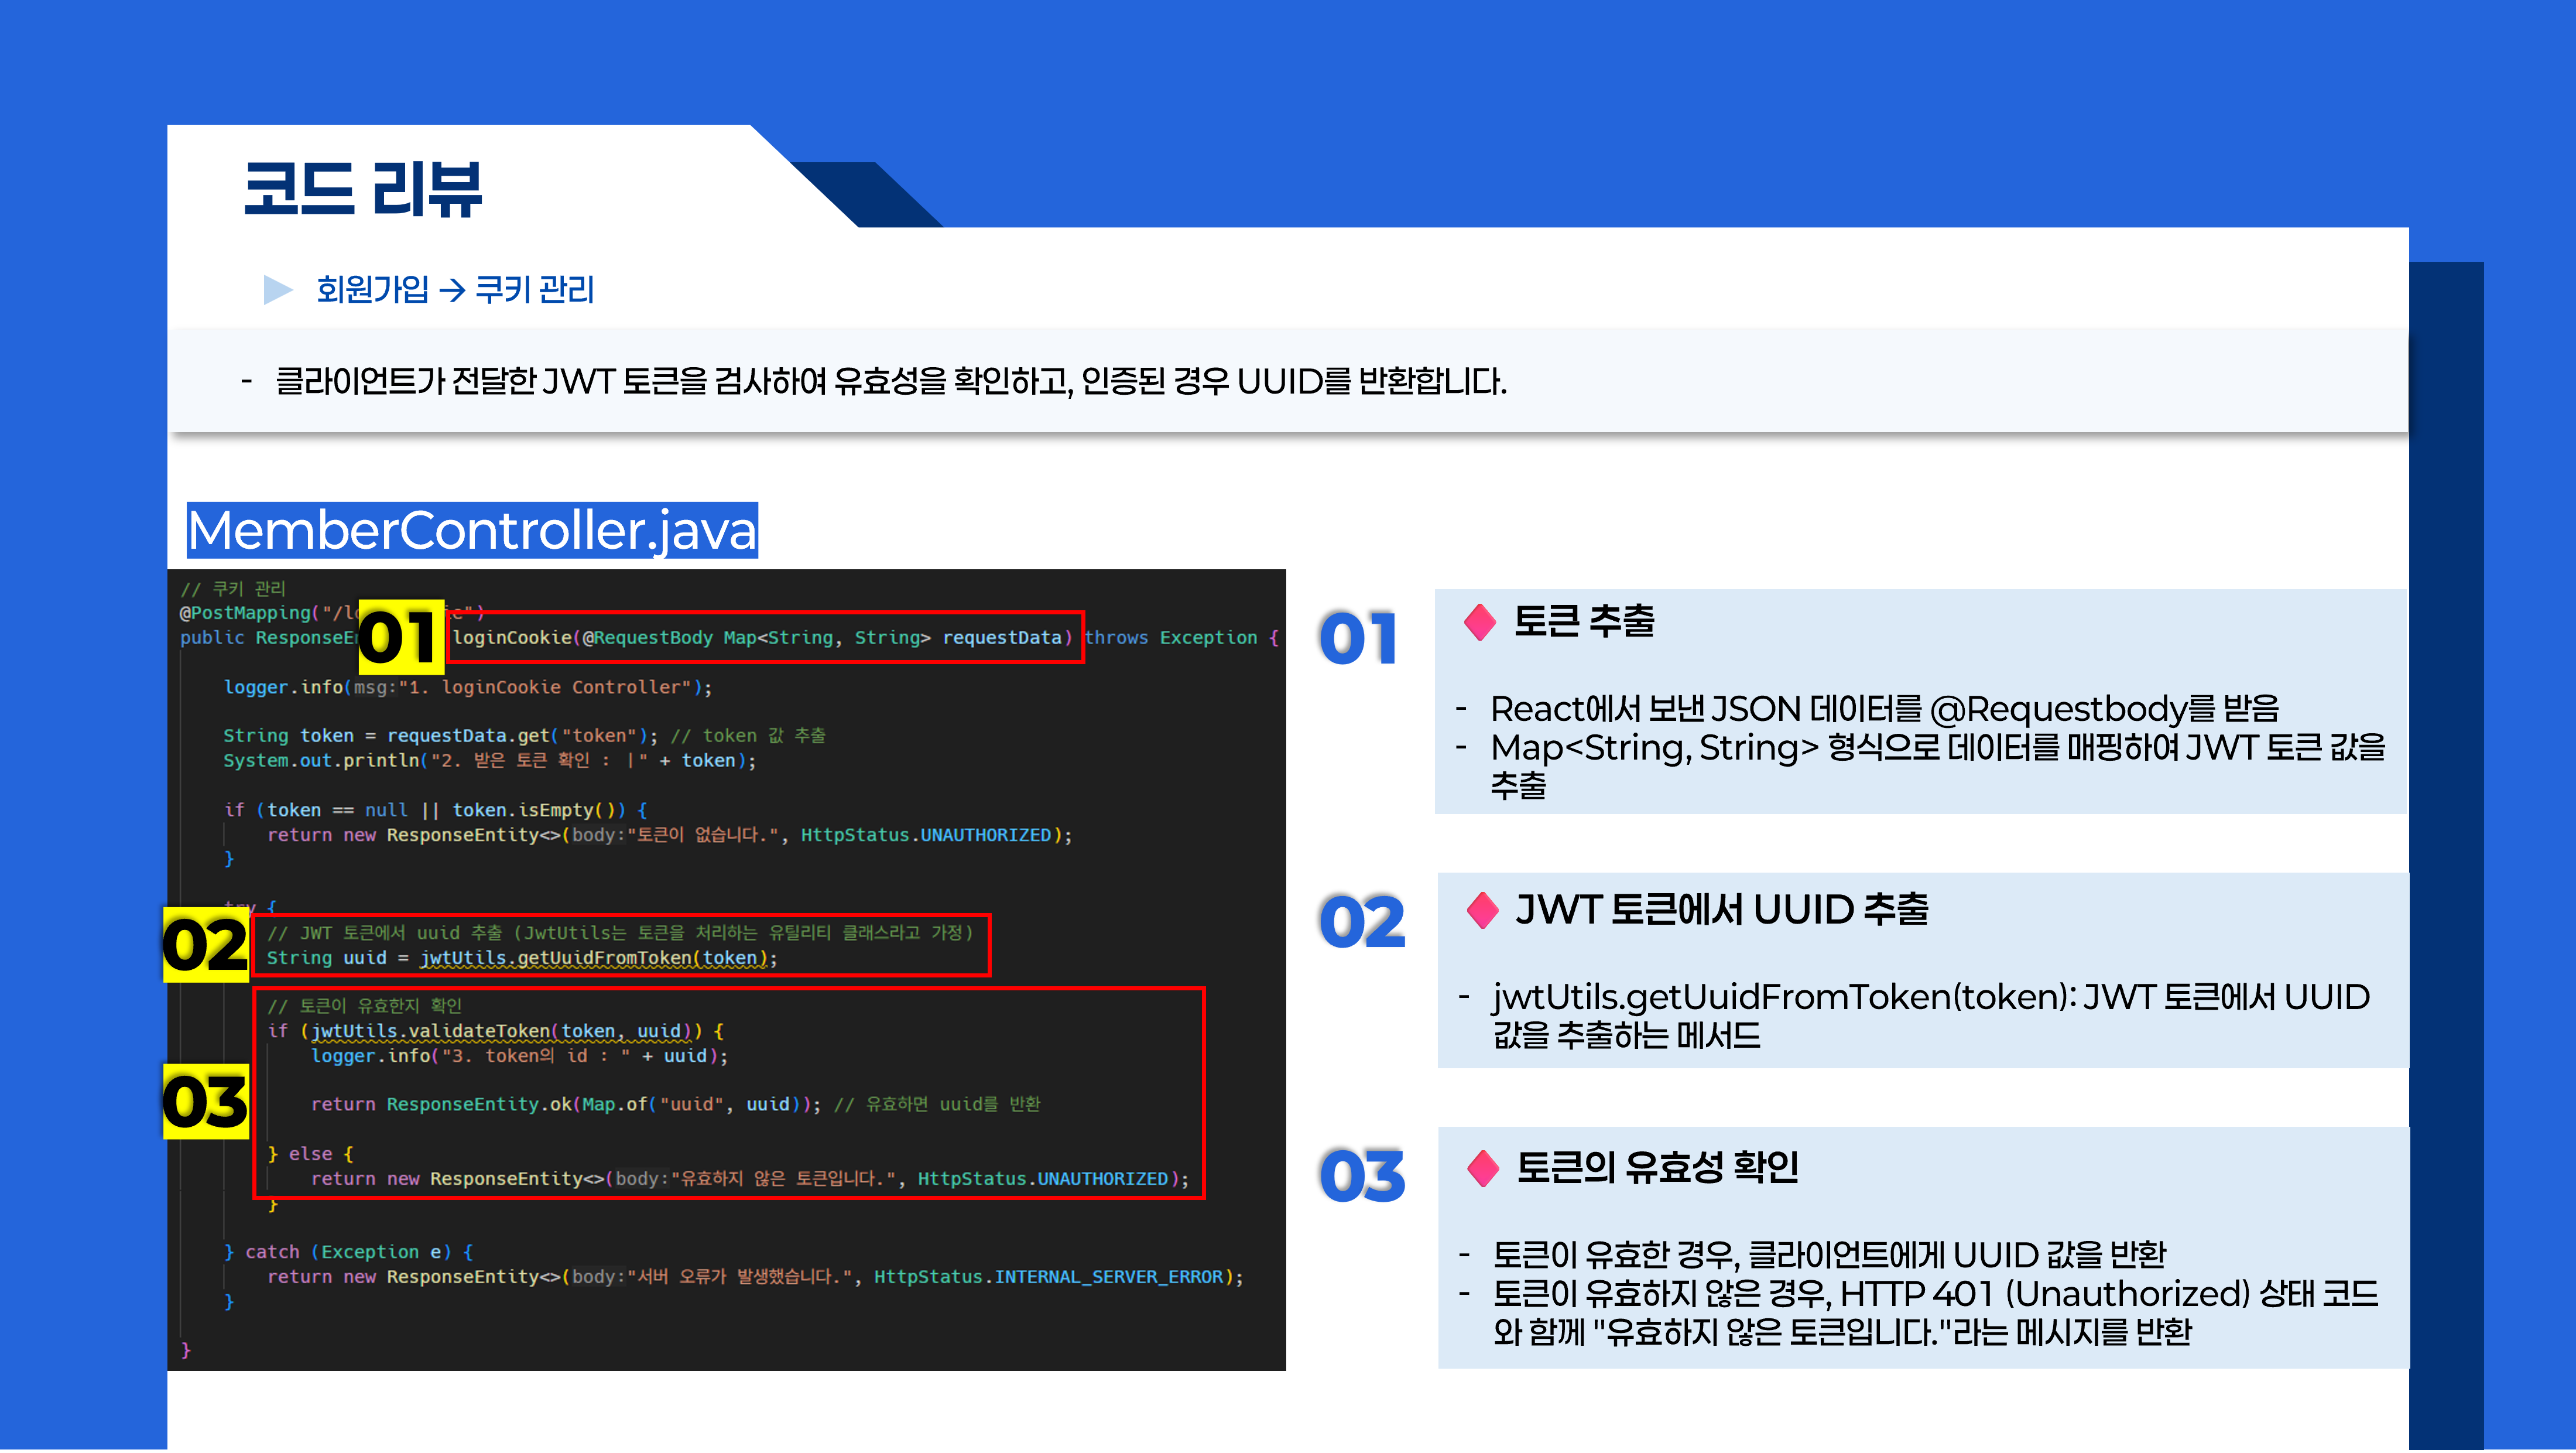 코드 리뷰
▶ 회원가입 → 쿠키 관리
- 클라이언트가 전달한 JWT 토큰을 검사하여 유효성을 확인하고, 인증된 경우 UUID를 반환합니다.
MemberController.java
// 쿠키 관리
@PostMapping("/
public 01 loginCookie(@RequestBody Map<String, String> requestData) throws Exception {
logger.info(msg:"1. loginCookie Controller");
String token = requestData.get("token"); // token 값 추출
System.out.println("2. 받은 토큰 확인 : |" + token);
if (token == null || token.isEmpty()) {
return new ResponseEntity<>(body:"토큰이 없습니다.", HttpStatus.UNAUTHORIZED);
}
try {
02
// JWT 토큰에서 uuid 추출 (JwtUtils는 토큰을 처리하는 유틸리티 클래스라고 가정)
String uuid = jwtUtils.getUuidFromToken(token);
03
// 토큰이 유효한지 확인
if (jwtUtils.validateToken(token, uuid)) {
logger.info("3. token의 id : " + uuid);
return ResponseEntity.ok(Map.of("uuid", uuid)); // 유효하면 uuid를 반환
} else {
return new ResponseEntity<>(body:"유효하지 않은 토큰입니다.", HttpStatus.UNAUTHORIZED);
}
} catch (Exception e) {
return new ResponseEntity<>(body:"서버 오류가 발생했습니다.", HttpStatus.INTERNAL_SERVER_ERROR);
}
}
01
토큰 추출
- React에서 보낸 JSON 데이터를 @Requestbody를 받음
- Map<String, String> 형식으로 데이터를 매핑하여 JWT 토큰 값을
추출
02
JWT 토큰에서 UUID 추출
- jwtUtils.getUuidFromToken(token): JWT 토큰에서 UUID
값을 추출하는 메서드
03
토큰의 유효성 확인
- 토큰이 유효한 경우, 클라이언트에게 UUID 값을 반환
- 토큰이 유효하지 않은 경우, HTTP 401 (Unauthorized) 상태 코드
와 함께 "유효하지 않은 토큰입니다."라는 메시지를 반환